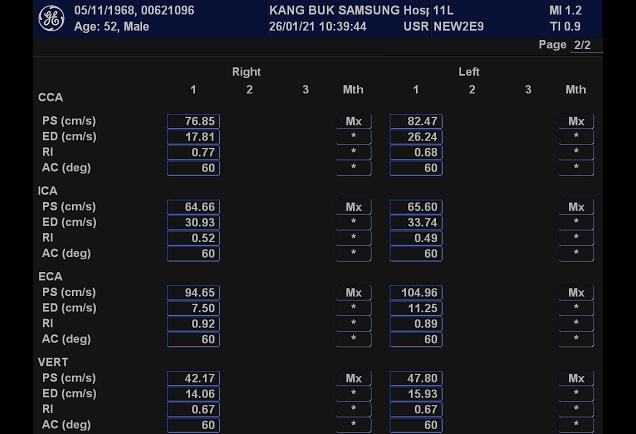 05/11/1968, 00621096 KANG BUK SAMSUNG Hosp 11L MI 1.2
Age: 52, Male 26/01/21 10:39:44 USR NEW2E9 TI 0.9
Page 2/2
Right Left
1 2 3 Mth 1 2 3 Mth
CCA
PS (cm/s) 76.85 Mx 82.47 Mx
ED (cm/s) 17.81 * 26.24 *
RI 0.77 * 0.68 *
AC (deg) 60 * 60 *
ICA
PS (cm/s) 64.66 Mx 65.60 Mx
ED (cm/s) 30.93 * 33.74 *
RI 0.52 * 0.49 *
AC (deg) 60 * 60 *
ECA
PS (cm/s) 94.65 Mx 104.96 Mx
ED (cm/s) 7.50 * 11.25 *
RI 0.92 * 0.89 *
AC (deg) 60 * 60 *
VERT
PS (cm/s) 42.17 Mx 47.80 Mx
ED (cm/s) 14.06 * 15.93 *
RI 0.67 * 0.67 *
AC (deg) 60 * 60 *